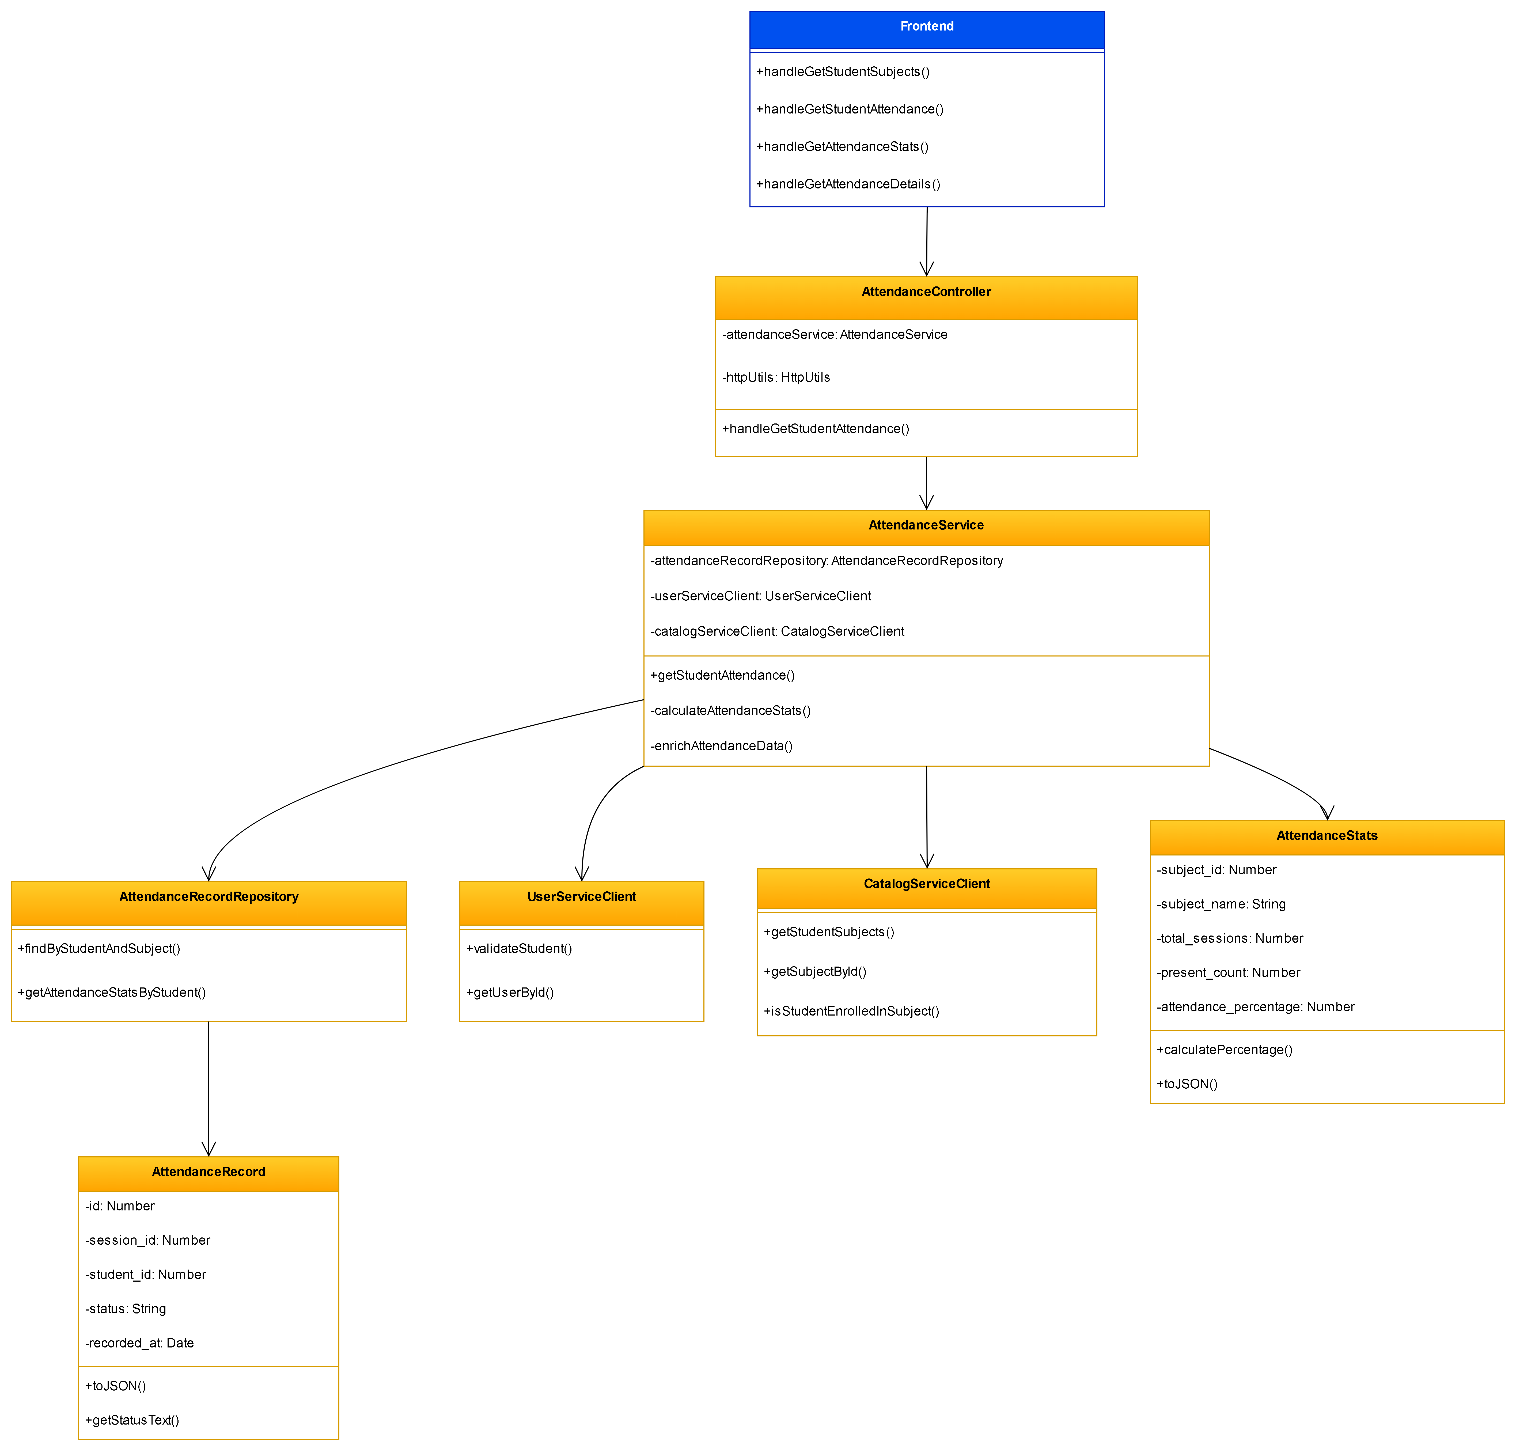 Frontend
+handleGetStudentSubjects()
+handleGetStudentAttendance()
+handleGetAttendanceStats()
+handleGetAttendanceDetails()
AttendanceController
-attendanceService: AttendanceService
-httpUtils: HttpUtils
+handleGetStudentAttendance()
AttendanceService
-attendanceRecordRepository: AttendanceRecordRepository
-userServiceClient: UserServiceClient
-catalogServiceClient: CatalogServiceClient
+getStudentAttendance()
-calculateAttendanceStats()
-enrichAttendanceData()
AttendanceRecordRepository
+findByStudentAndSubject()
+getAttendanceStatsByStudent()
UserServiceClient
+validateStudent()
+getUserById()
CatalogServiceClient
+getStudentSubjects()
+getSubjectById()
+isStudentEnrolledInSubject()
AttendanceStats
-subject_id: Number
-subject_name: String
-total_sessions: Number
-present_count: Number
-attendance_percentage: Number
+calculatePercentage()
+toJSON()
AttendanceRecord
-id: Number
-session_id: Number
-student_id: Number
-status: String
-recorded_at: Date
+toJSON()
+getStatusText()